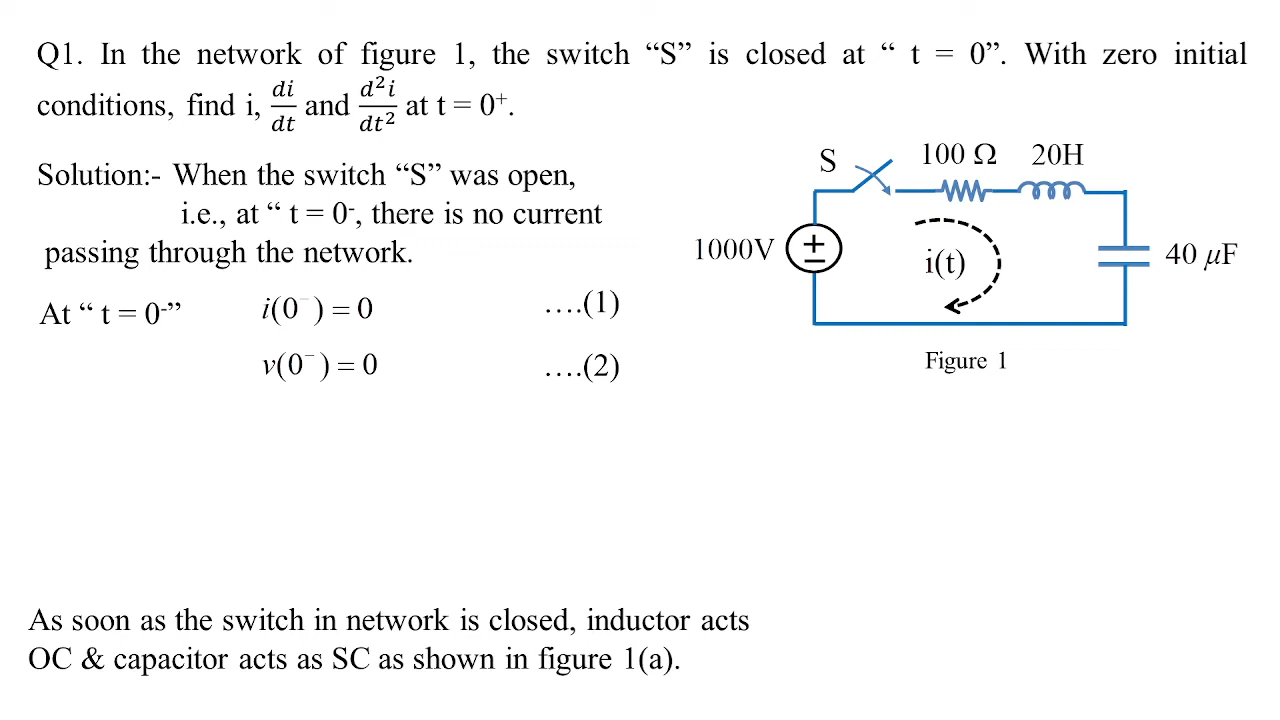 Q1. In the network of figure 1, the switch “S” is closed at “ t = 0”. With zero initial
conditions, find i, di/dt and d²i/dt² at t = 0⁺.
Solution:- When the switch “S” was open,
i.e., at “ t = 0⁻, there is no current
passing through the network.
At “ t = 0⁻” i(0⁻) = 0 ....(1)
v(0⁻) = 0 ....(2)
S
100 Ω 20H
1000V
+
−
i(t)
40 μF
Figure 1
As soon as the switch in network is closed, inductor acts
OC & capacitor acts as SC as shown in figure 1(a).